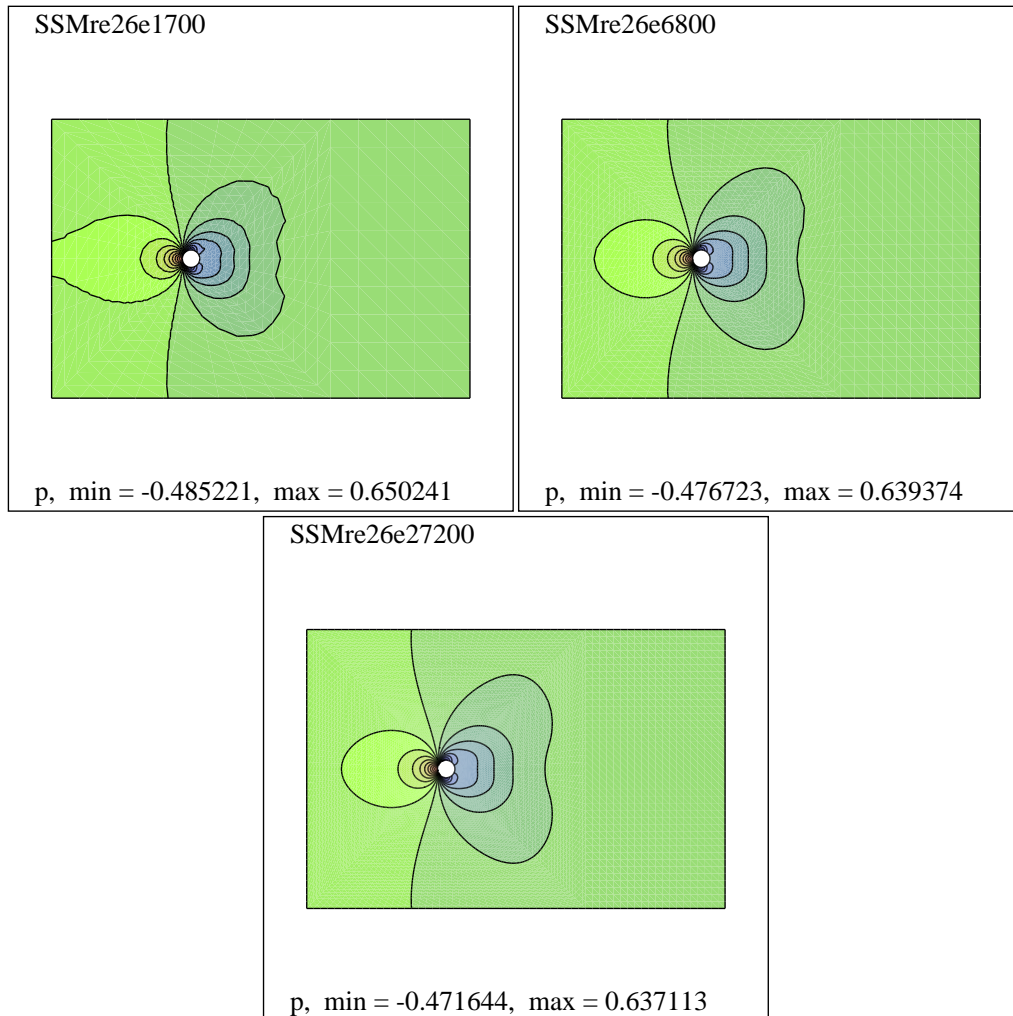 SSMre26e1700
p, min = -0.485221, max = 0.650241
SSMre26e6800
p, min = -0.476723, max = 0.639374
SSMre26e27200
p, min = -0.471644, max = 0.637113